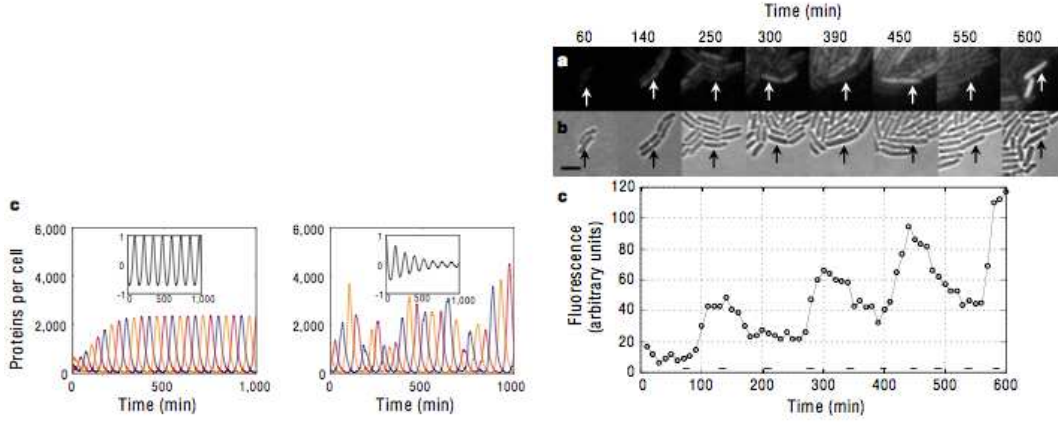 c
Proteins per cell
6,000
4,000
2,000
0
0
500
1,000
Time (min)
1
0
-1
0
500
1,000
6,000
4,000
2,000
0
0
500
1000
Time (min)
1
0
-1
0
500
1,000
Time (min)
60 140 250 300 390 450 550 600
a
b
c
Fluorescence
(arbitrary units)
120
100
80
60
40
20
0
0 100 200 300 400 500 600
Time (min)